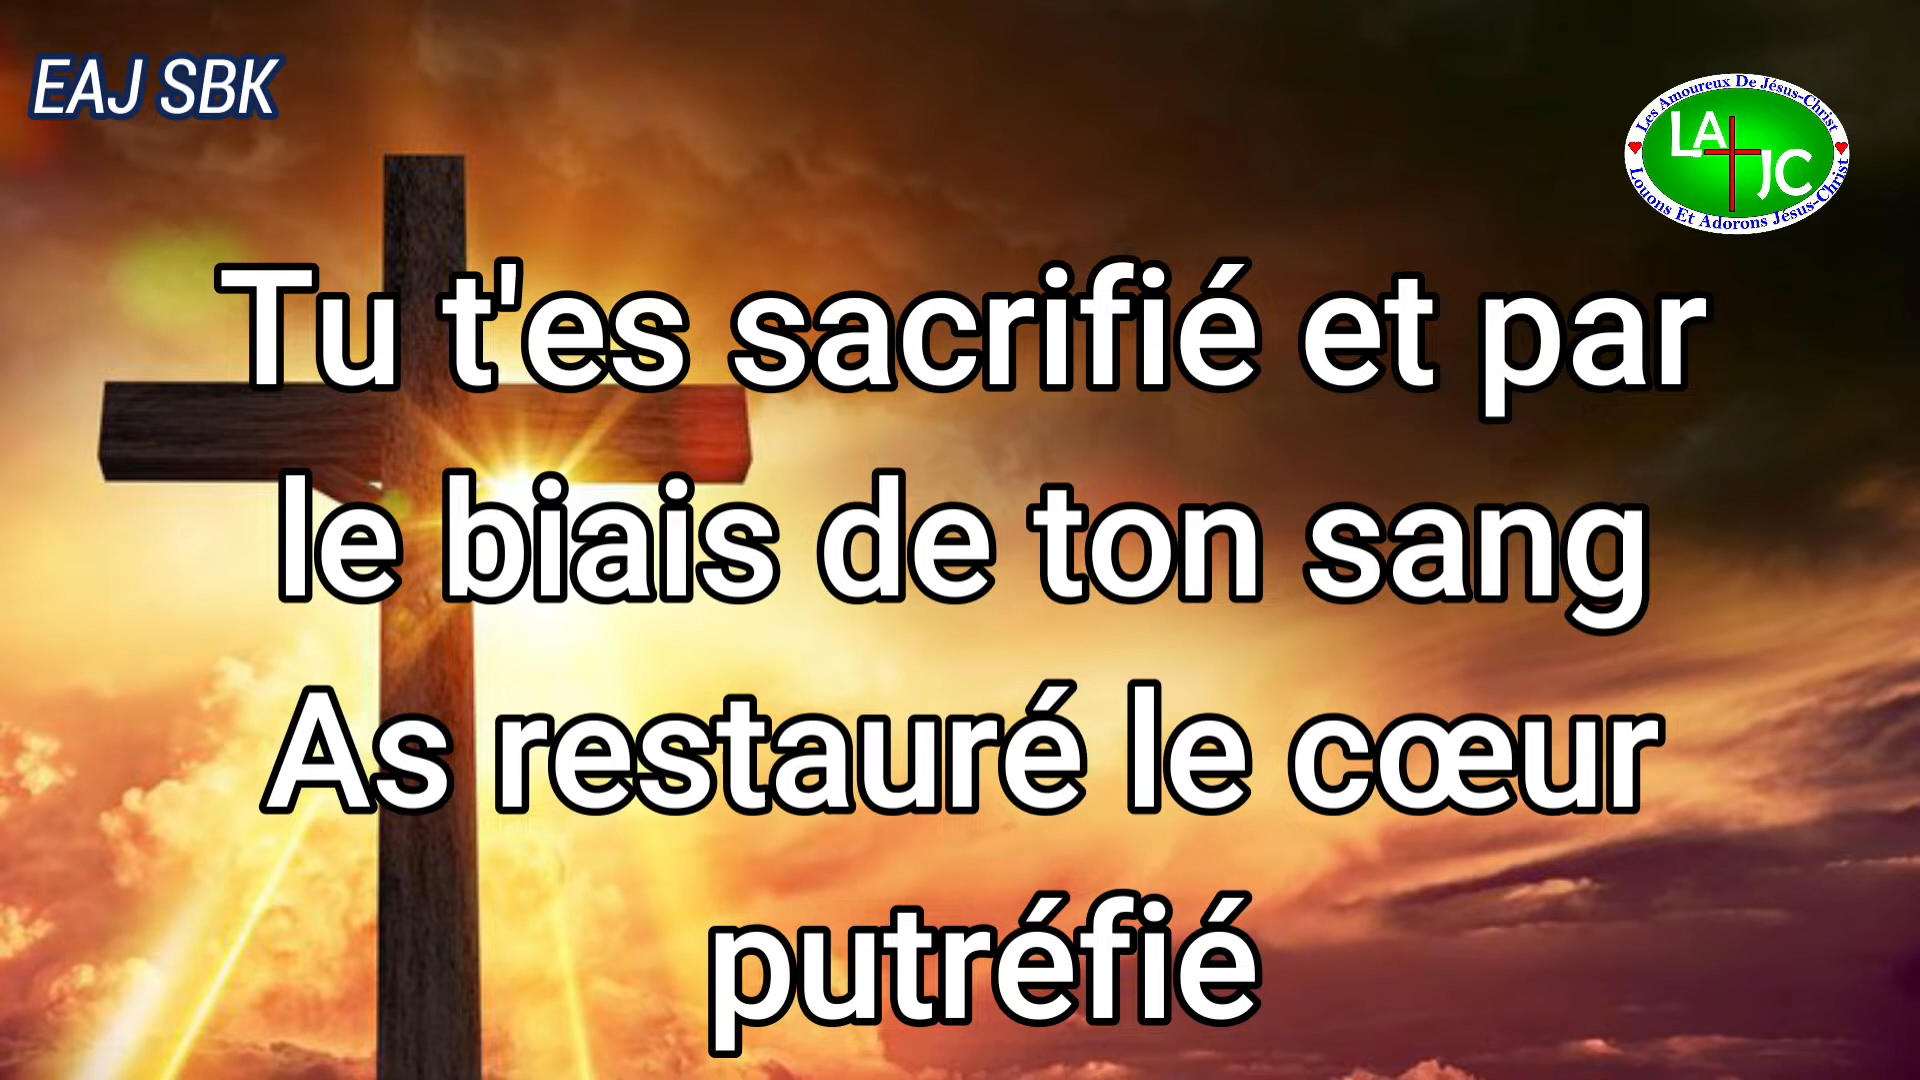 EAJ SBK
Les Amoureux De Jésus-Christ
LA
JC
Louons Et Adorons Jésus-Christ
Tu t'es sacrifié et par
le biais de ton sang
As restauré le cœur
putréfié